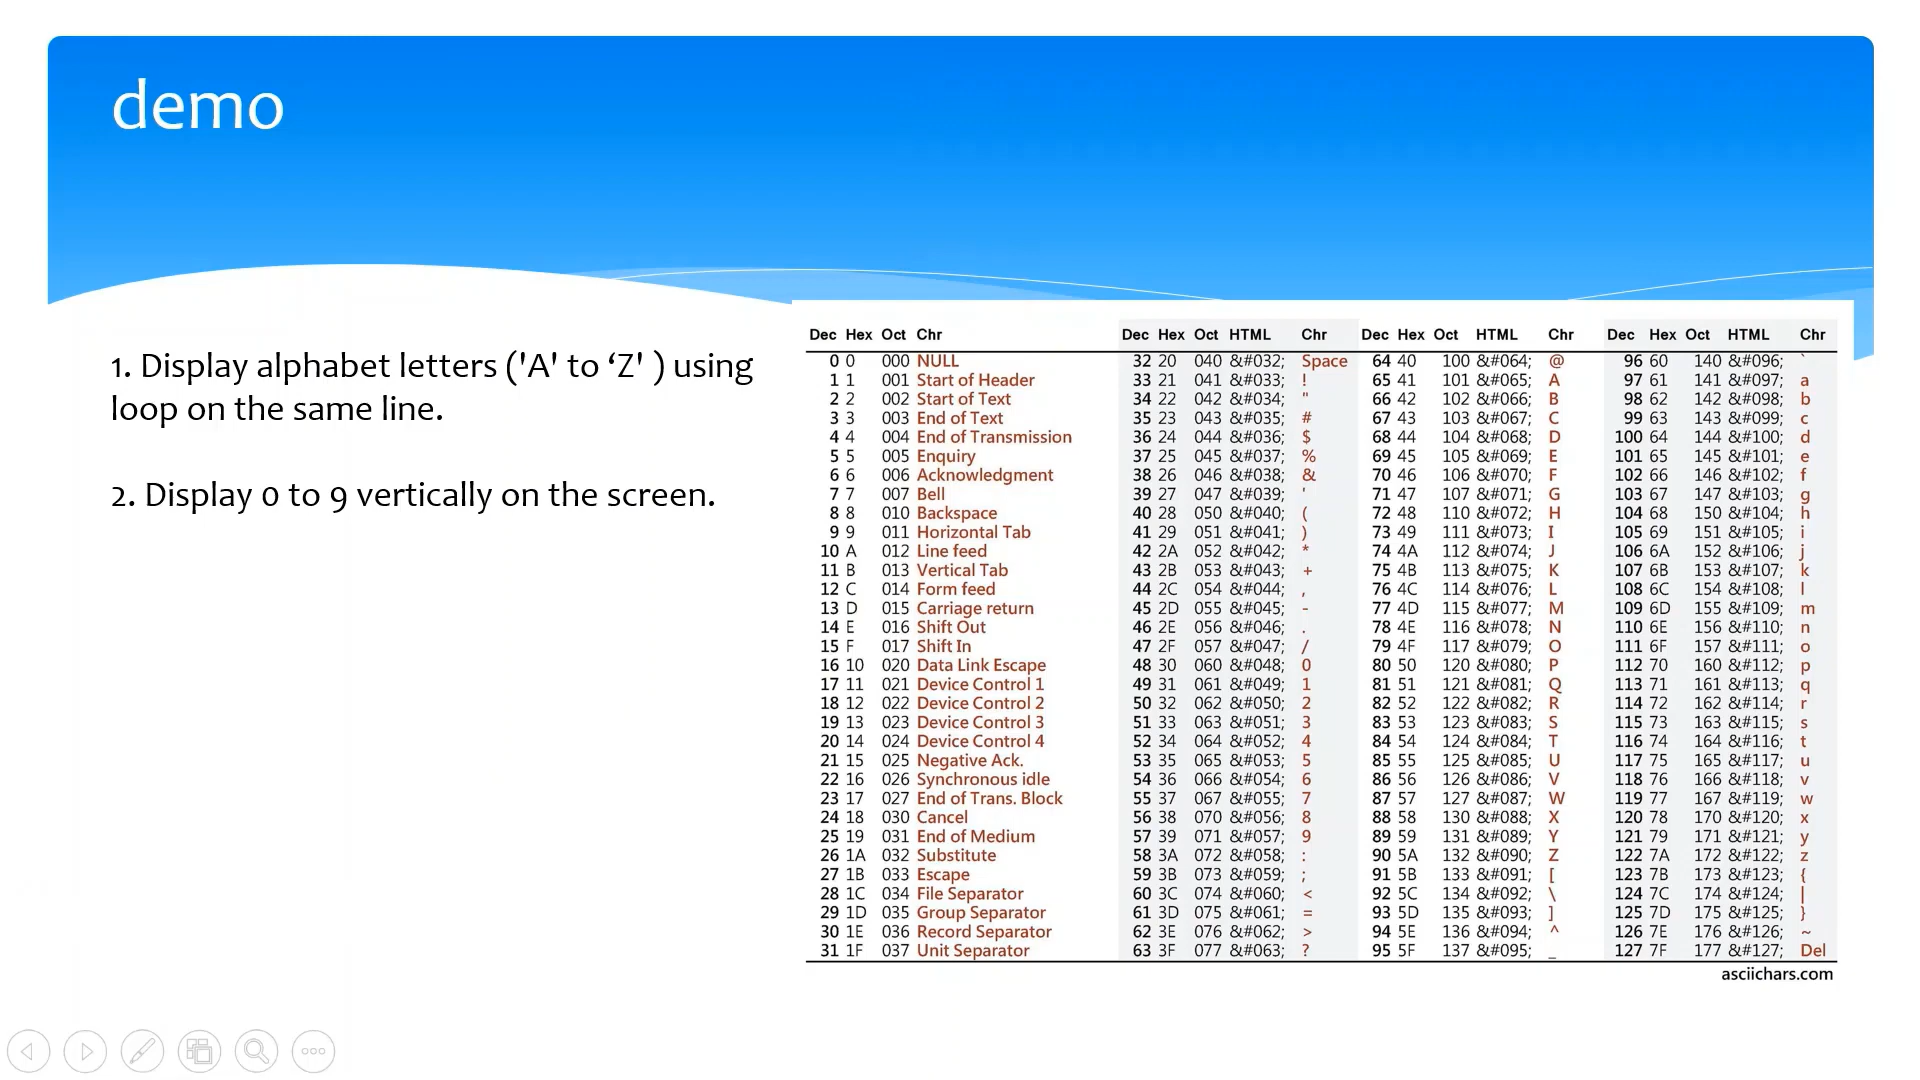 demo
1. Display alphabet letters ('A' to ‘Z' ) using
loop on the same line.
2. Display 0 to 9 vertically on the screen.
Dec Hex Oct Chr Dec Hex Oct HTML Chr Dec Hex Oct HTML Chr Dec Hex Oct HTML Chr
0 0 000 NULL 32 20 040 &#032; Space 64 40 100 &#064; @ 96 60 140 &#096; `
1 1 001 Start of Header 33 21 041 &#033; ! 65 41 101 &#065; A 97 61 141 &#097; a
2 2 002 Start of Text 34 22 042 &#034; " 66 42 102 &#066; B 98 62 142 &#098; b
3 3 003 End of Text 35 23 043 &#035; # 67 43 103 &#067; C 99 63 143 &#099; c
4 4 004 End of Transmission 36 24 044 &#036; $ 68 44 104 &#068; D 100 64 144 &#100; d
5 5 005 Enquiry 37 25 045 &#037; % 69 45 105 &#069; E 101 65 145 &#101; e
6 6 006 Acknowledgment 38 26 046 &#038; & 70 46 106 &#070; F 102 66 146 &#102; f
7 7 007 Bell 39 27 047 &#039; ' 71 47 107 &#071; G 103 67 147 &#103; g
8 8 010 Backspace 40 28 050 &#040; ( 72 48 110 &#072; H 104 68 150 &#104; h
9 9 011 Horizontal Tab 41 29 051 &#041; ) 73 49 111 &#073; I 105 69 151 &#105; i
10 A 012 Line feed 42 2A 052 &#042; * 74 4A 112 &#074; J 106 6A 152 &#106; j
11 B 013 Vertical Tab 43 2B 053 &#043; + 75 4B 113 &#075; K 107 6B 153 &#107; k
12 C 014 Form feed 44 2C 054 &#044; , 76 4C 114 &#076; L 108 6C 154 &#108; l
13 D 015 Carriage return 45 2D 055 &#045; - 77 4D 115 &#077; M 109 6D 155 &#109; m
14 E 016 Shift Out 46 2E 056 &#046; . 78 4E 116 &#078; N 110 6E 156 &#110; n
15 F 017 Shift In 47 2F 057 &#047; / 79 4F 117 &#079; O 111 6F 157 &#111; o
16 10 020 Data Link Escape 48 30 060 &#048; 0 80 50 120 &#080; P 112 70 160 &#112; p
17 11 021 Device Control 1 49 31 061 &#049; 1 81 51 121 &#081; Q 113 71 161 &#113; q
18 12 022 Device Control 2 50 32 062 &#050; 2 82 52 122 &#082; R 114 72 162 &#114; r
19 13 023 Device Control 3 51 33 063 &#051; 3 83 53 123 &#083; S 115 73 163 &#115; s
20 14 024 Device Control 4 52 34 064 &#052; 4 84 54 124 &#084; T 116 74 164 &#116; t
21 15 025 Negative Ack. 53 35 065 &#053; 5 85 55 125 &#085; U 117 75 165 &#117; u
22 16 026 Synchronous idle 54 36 066 &#054; 6 86 56 126 &#086; V 118 76 166 &#118; v
23 17 027 End of Trans. Block 55 37 067 &#055; 7 87 57 127 &#087; W 119 77 167 &#119; w
24 18 030 Cancel 56 38 070 &#056; 8 88 58 130 &#088; X 120 78 170 &#120; x
25 19 031 End of Medium 57 39 071 &#057; 9 89 59 131 &#089; Y 121 79 171 &#121; y
26 1A 032 Substitute 58 3A 072 &#058; : 90 5A 132 &#090; Z 122 7A 172 &#122; z
27 1B 033 Escape 59 3B 073 &#059; ; 91 5B 133 &#091; [ 123 7B 173 &#123; {
28 1C 034 File Separator 60 3C 074 &#060; < 92 5C 134 &#092; \ 124 7C 174 &#124; |
29 1D 035 Group Separator 61 3D 075 &#061; = 93 5D 135 &#093; ] 125 7D 175 &#125; }
30 1E 036 Record Separator 62 3E 076 &#062; > 94 5E 136 &#094; ^ 126 7E 176 &#126; ~
31 1F 037 Unit Separator 63 3F 077 &#063; ? 95 5F 137 &#095; _ 127 7F 177 &#127; Del
asciichars.com